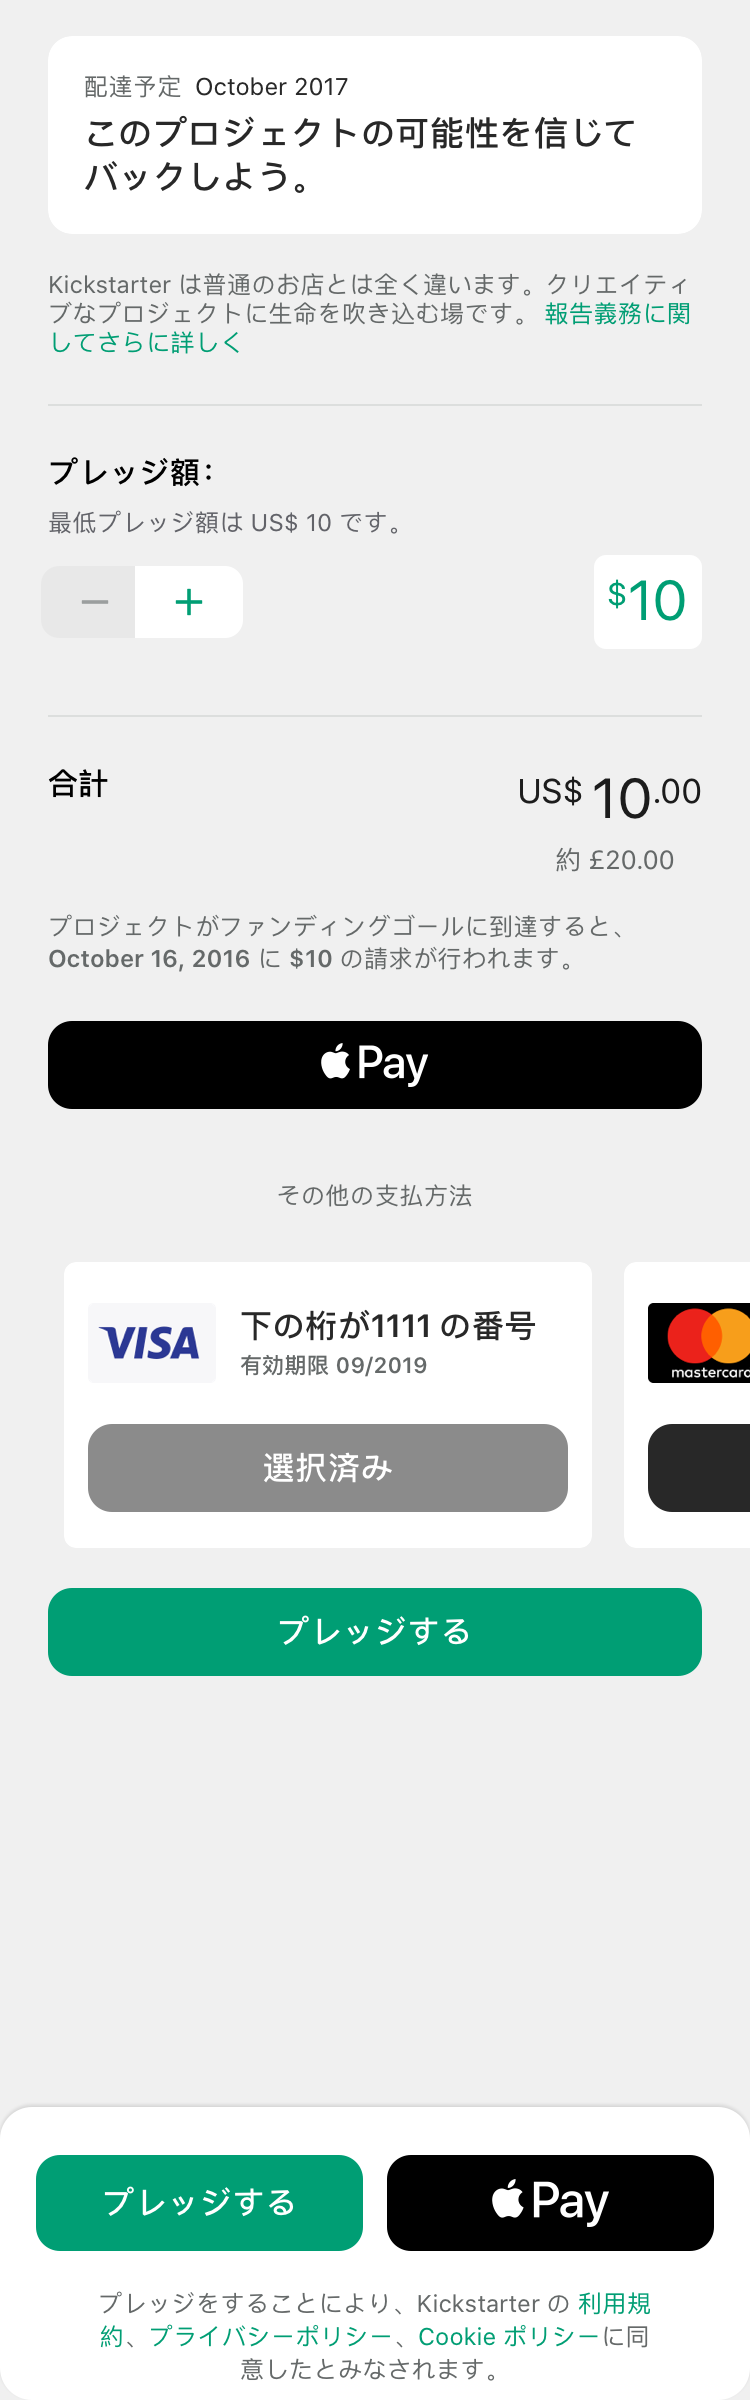 配達予定 October 2017
このプロジェクトの可能性を信じて
バックしよう。
Kickstarter は普通のお店とは全く違います。クリエイティ
ブなプロジェクトに生命を吹き込む場です。 報告義務に関
してさらに詳しく
プレッジ額：
最低プレッジ額は US$ 10 です。
− +
$10
合計
US$ 10.00
約 £20.00
プロジェクトがファンディングゴールに到達すると、
October 16, 2016 に $10 の請求が行われます。
Pay
その他の支払方法
VISA
下の桁が1111 の番号
有効期限 09/2019
選択済み
mastercard
プレッジする
プレッジする
Pay
プレッジをすることにより、Kickstarter の 利用規
約、プライバシーポリシー、Cookie ポリシーに同
意したとみなされます。